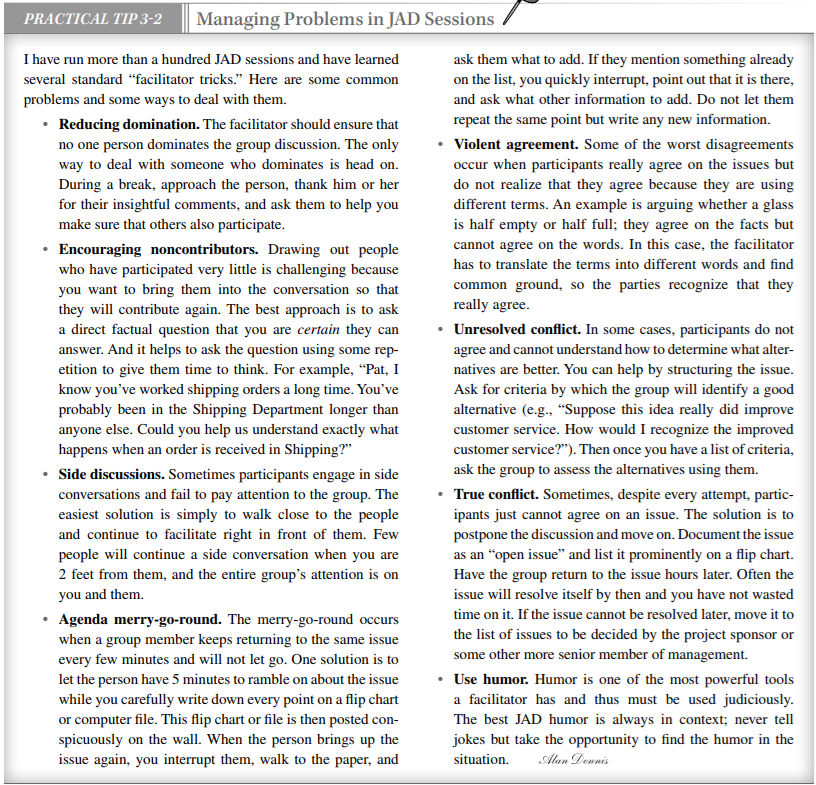 PRACTICAL TIP 3-2
Managing Problems in JAD Sessions
I have run more than a hundred JAD sessions and have learned
several standard “facilitator tricks.” Here are some common
problems and some ways to deal with them.
• Reducing domination. The facilitator should ensure that
no one person dominates the group discussion. The only
way to deal with someone who dominates is head on.
During a break, approach the person, thank him or her
for their insightful comments, and ask them to help you
make sure that others also participate.
• Encouraging noncontributors. Drawing out people
who have participated very little is challenging because
you want to bring them into the conversation so that
they will contribute again. The best approach is to ask
a direct factual question that you are certain they can
answer. And it helps to ask the question using some rep-
etition to give them time to think. For example, “Pat, I
know you’ve worked shipping orders a long time. You’ve
probably been in the Shipping Department longer than
anyone else. Could you help us understand exactly what
happens when an order is received in Shipping?”
• Side discussions. Sometimes participants engage in side
conversations and fail to pay attention to the group. The
easiest solution is simply to walk close to the people
and continue to facilitate right in front of them. Few
people will continue a side conversation when you are
2 feet from them, and the entire group’s attention is on
you and them.
• Agenda merry-go-round. The merry-go-round occurs
when a group member keeps returning to the same issue
every few minutes and will not let go. One solution is to
let the person have 5 minutes to ramble on about the issue
while you carefully write down every point on a flip chart
or computer file. This flip chart or file is then posted con-
spicuously on the wall. When the person brings up the
issue again, you interrupt them, walk to the paper, and
ask them what to add. If they mention something already
on the list, you quickly interrupt, point out that it is there,
and ask what other information to add. Do not let them
repeat the same point but write any new information.
• Violent agreement. Some of the worst disagreements
occur when participants really agree on the issues but
do not realize that they agree because they are using
different terms. An example is arguing whether a glass
is half empty or half full; they agree on the facts but
cannot agree on the words. In this case, the facilitator
has to translate the terms into different words and find
common ground, so the parties recognize that they
really agree.
• Unresolved conflict. In some cases, participants do not
agree and cannot understand how to determine what alter-
natives are better. You can help by structuring the issue.
Ask for criteria by which the group will identify a good
alternative (e.g., “Suppose this idea really did improve
customer service. How would I recognize the improved
customer service?”). Then once you have a list of criteria,
ask the group to assess the alternatives using them.
• True conflict. Sometimes, despite every attempt, partic-
ipants just cannot agree on an issue. The solution is to
postpone the discussion and move on. Document the issue
as an “open issue” and list it prominently on a flip chart.
Have the group return to the issue hours later. Often the
issue will resolve itself by then and you have not wasted
time on it. If the issue cannot be resolved later, move it to
the list of issues to be decided by the project sponsor or
some other more senior member of management.
• Use humor. Humor is one of the most powerful tools
a facilitator has and thus must be used judiciously.
The best JAD humor is always in context; never tell
jokes but take the opportunity to find the humor in the
situation. Alan Dennis